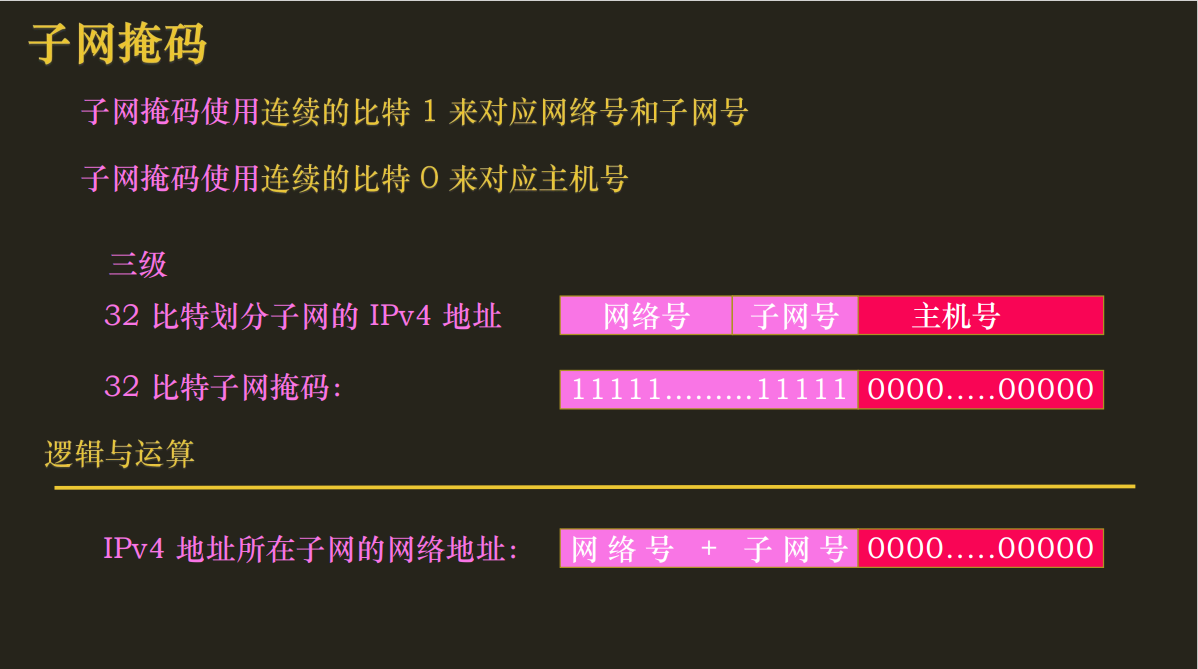 子网掩码
子网掩码使用连续的比特 1 来对应网络号和子网号
子网掩码使用连续的比特 0 来对应主机号
三级
32 比特划分子网的 IPv4 地址 网络号 子网号 主机号
32 比特子网掩码: 11111.........11111 0000.....00000
逻辑与运算
IPv4 地址所在子网的网络地址: 网络号 + 子网号 0000.....00000